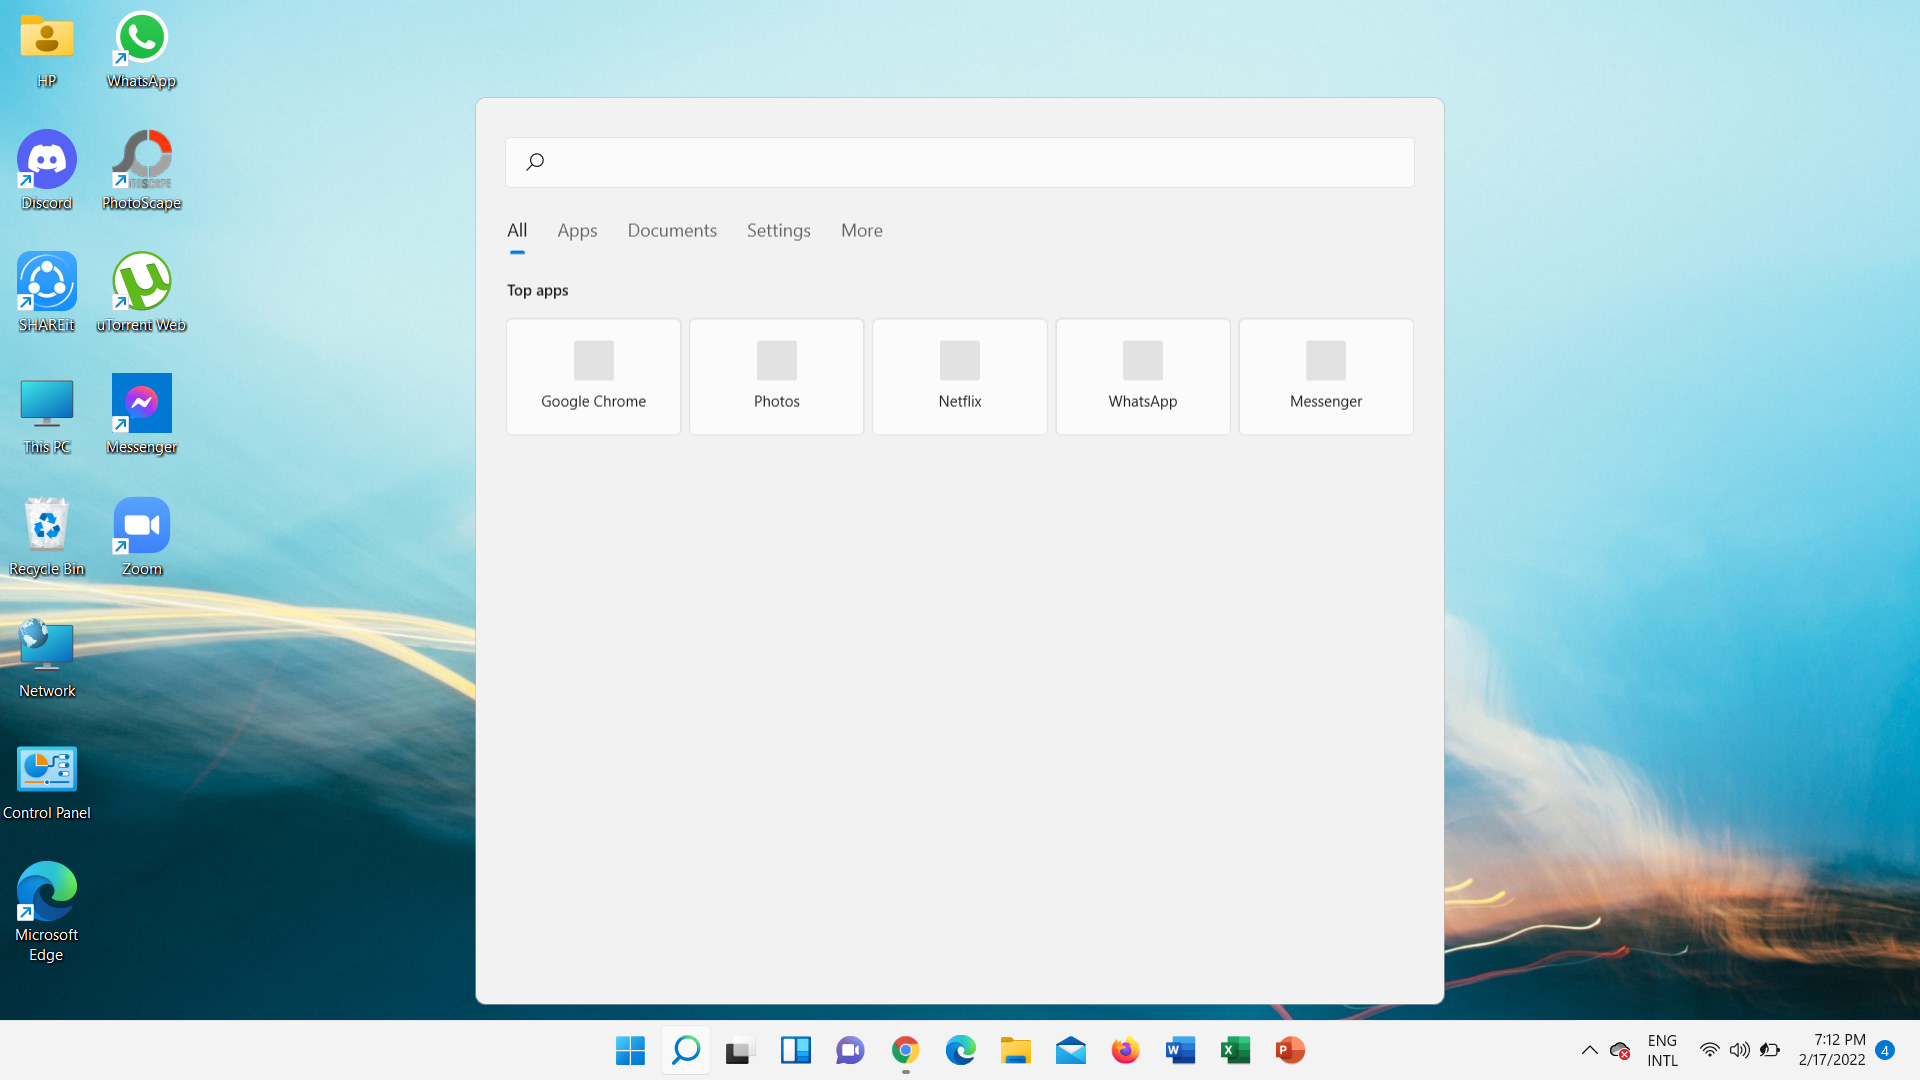 HP
WhatsApp
Discord
PhotoScape
SHAREit
uTorrent Web
This PC
Messenger
Recycle Bin
Zoom
Network
Control Panel
Microsoft
Edge
All
Apps
Documents
Settings
More
Top apps
Google Chrome
Photos
Netflix
WhatsApp
Messenger
ENG
INTL
7:12 PM
2/17/2022
4